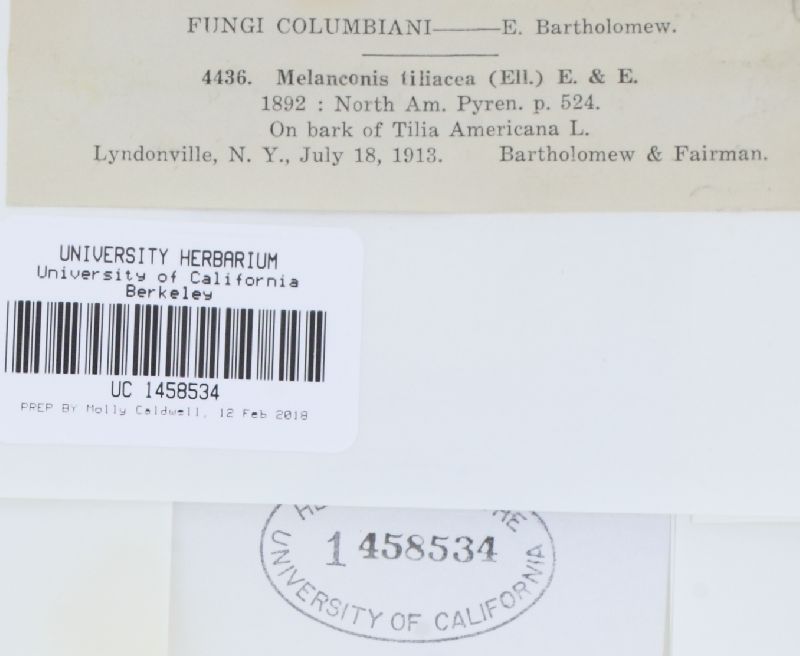 FUNGI COLUMBIANI——E. Bartholomew.
4436. Melanconis tiliacea (Ell.) E. & E.
1892 : North Am. Pyren. p. 524.
On bark of Tilia Americana L.
Lyndonville, N. Y., July 18, 1913. Bartholomew & Fairman.
UNIVERSITY HERBARIUM
University of California
Berkeley
UC 1458534
PREP BY Molly Caldwell, 12 Feb 2018
1458534
UNIVERSITY OF CALIFORNIA